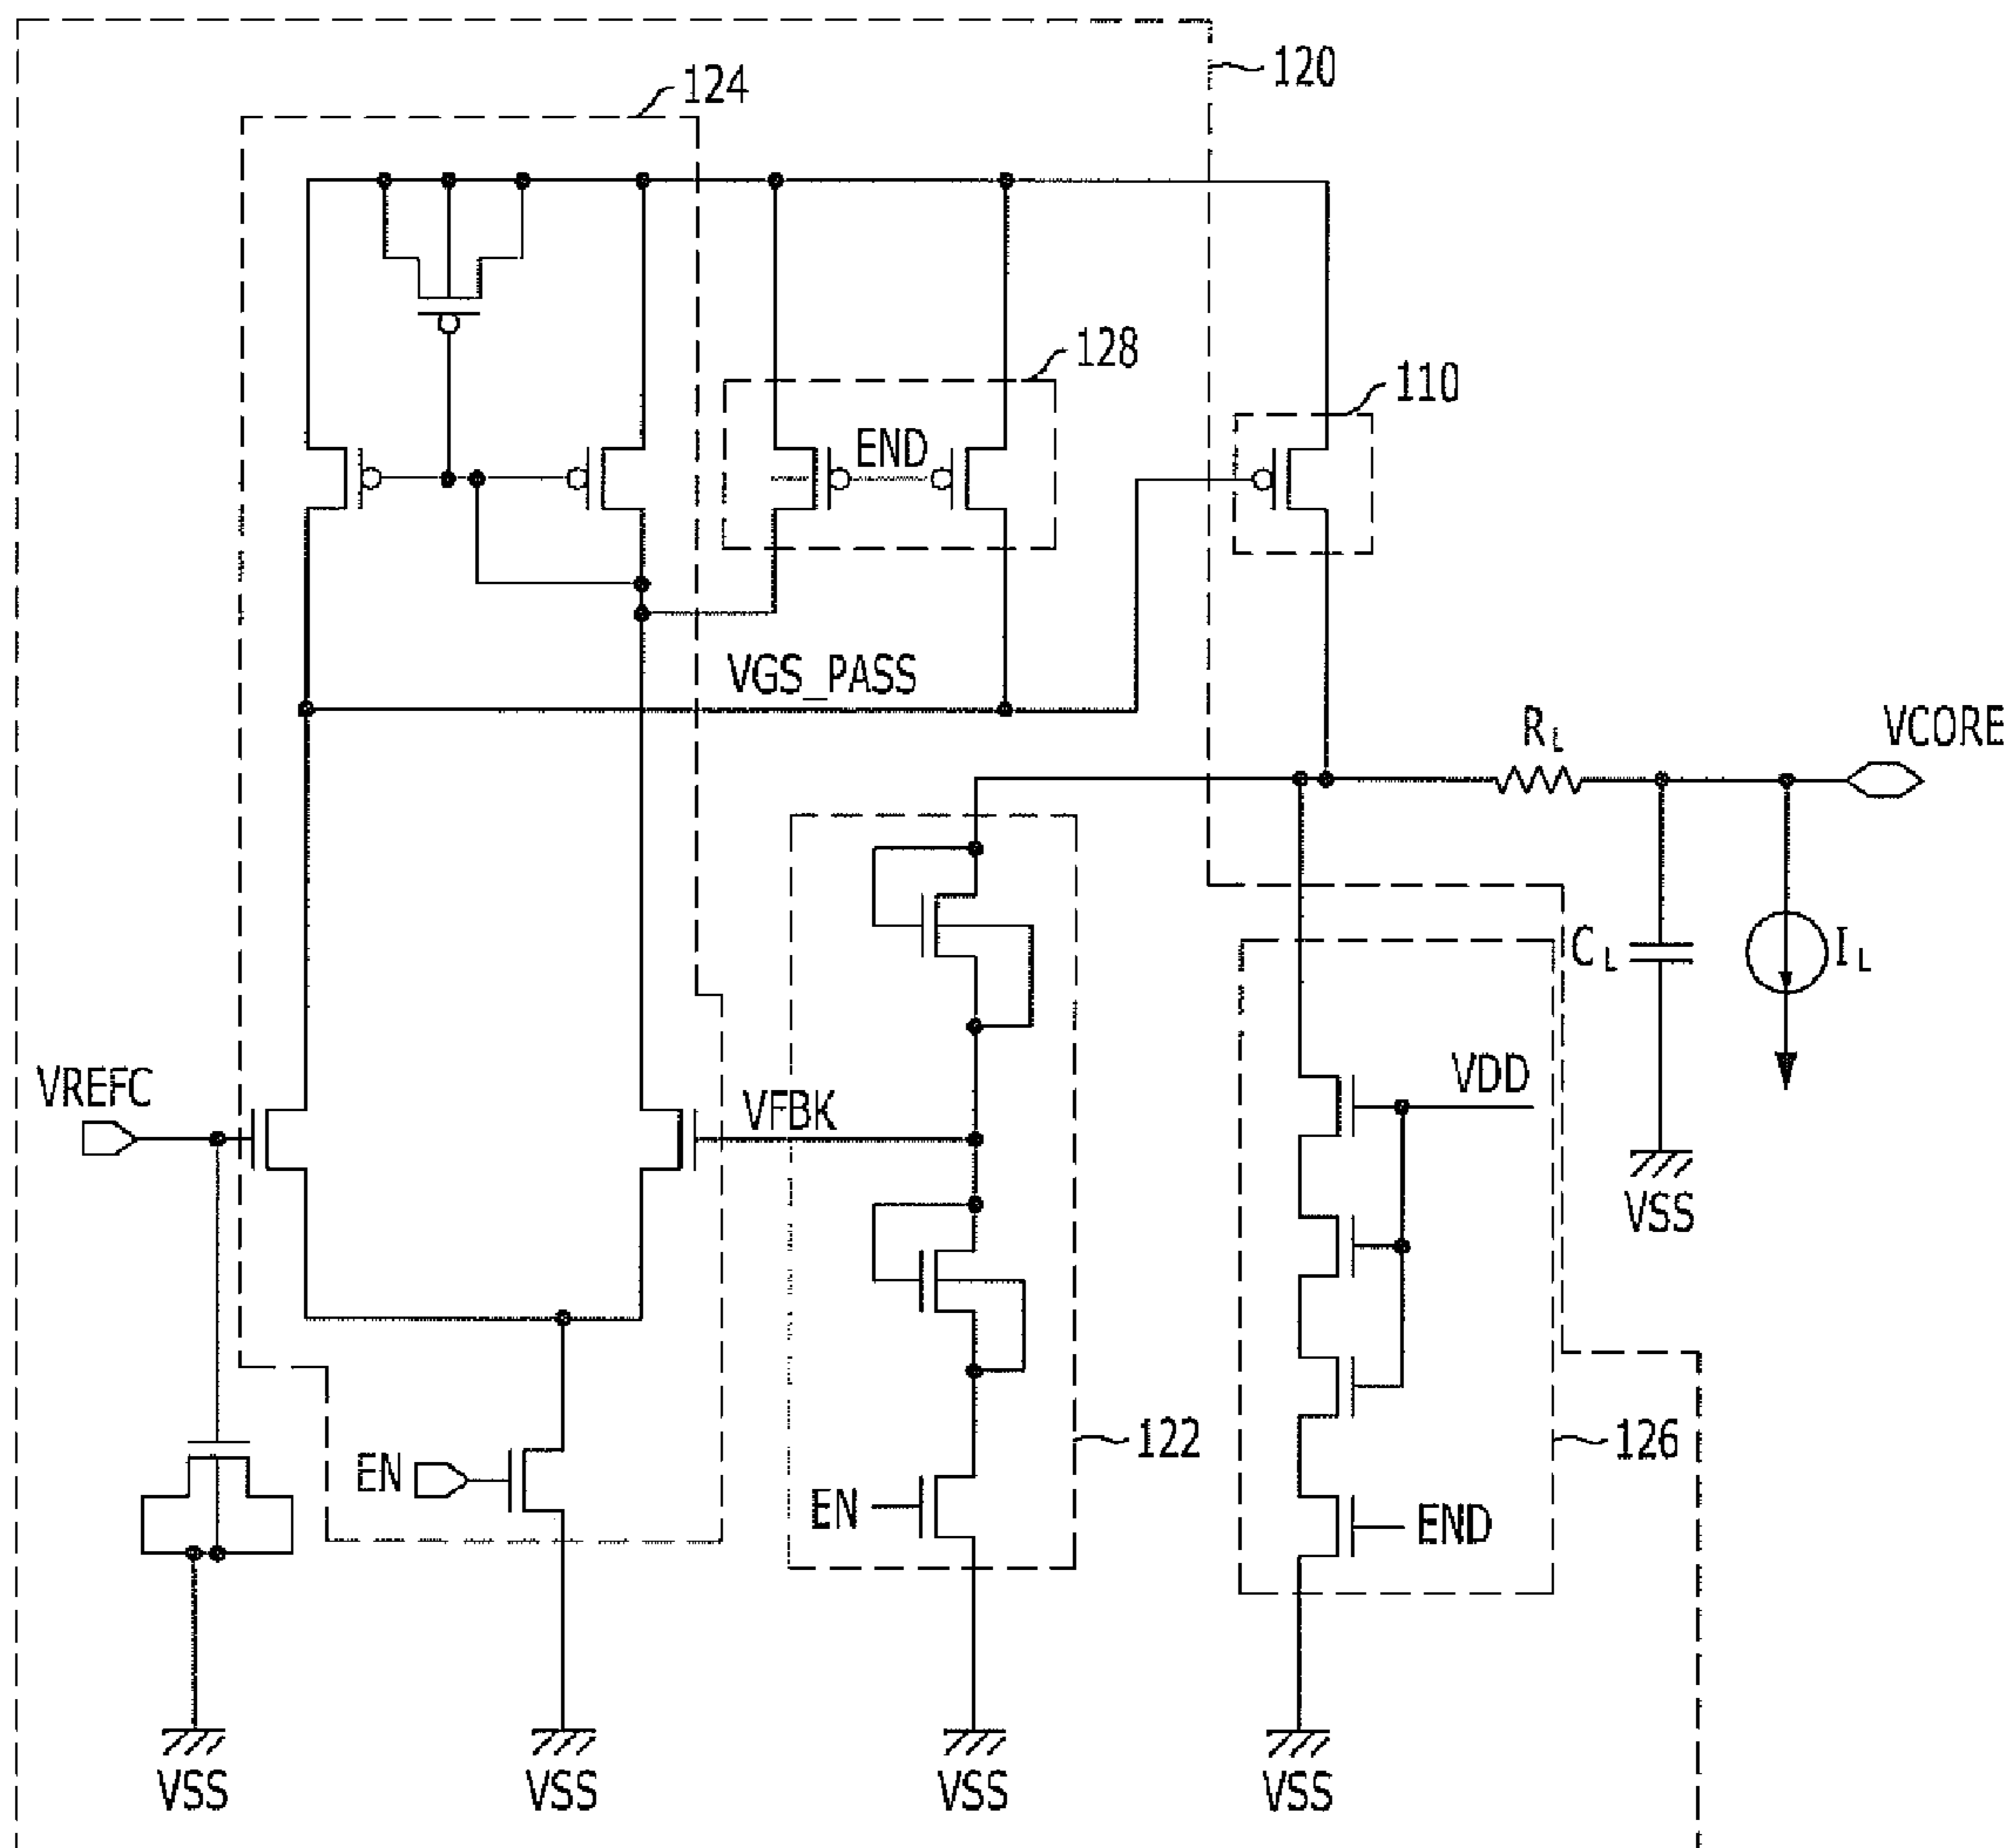 120
124
128
END
110
VGS_PASS
RL
VCORE
CL
IL
VDD
VREFC
VFBK
VSS
122
126
EN
EN
END
VSS
VSS
VSS
VSS